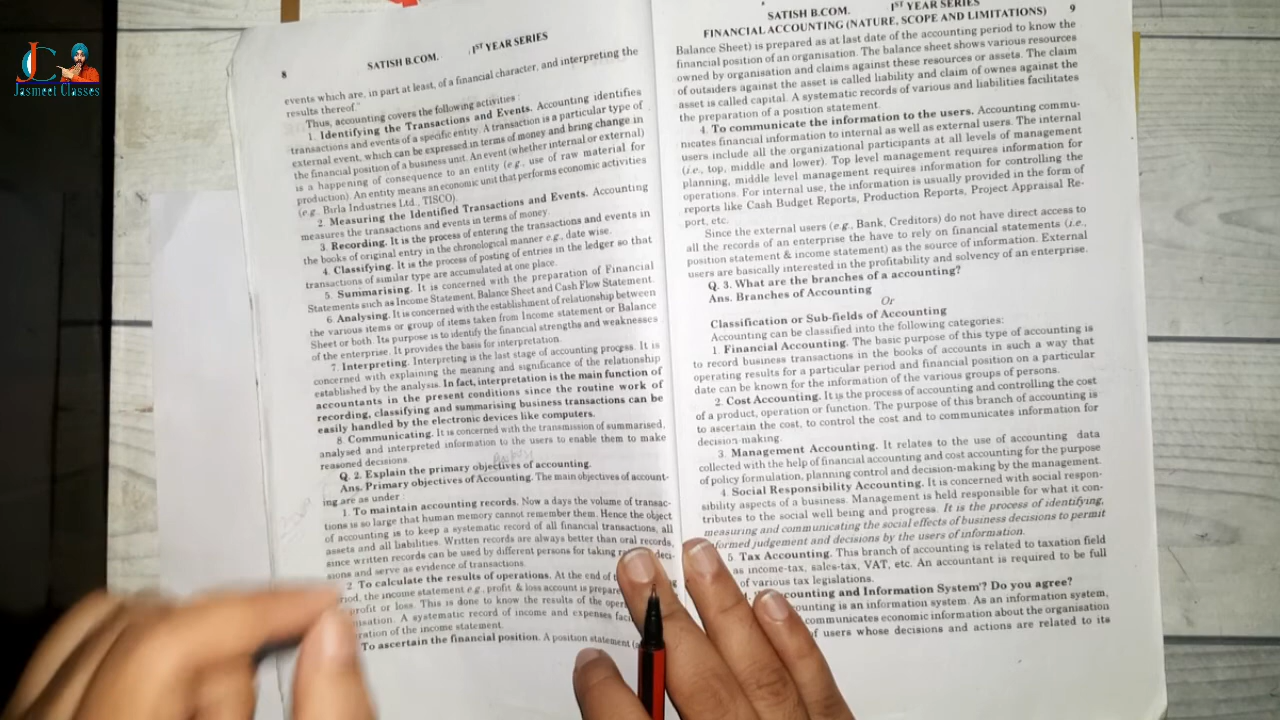 JC
Jasmeet Classes
8 SATISH B.COM. 1ST YEAR SERIES
events which are, in part at least, of a financial character, and interpreting the
results thereof."
Thus, accounting covers the following activities :
1. Identifying the Transactions and Events. Accounting identifies
transactions and events of a specific entity. A transaction is a particular type of
external event, which can be expressed in terms of money and bring change in
the financial position of a business unit. An event (whether internal or external)
is a happening of consequence to an entity (e.g., use of raw material for
production). An entity means an economic unit that performs economic activities
(e.g., Birla Industries Ltd., TISCO).
2. Measuring the Identified Transactions and Events. Accounting
measures the transactions and events in terms of money.
3. Recording. It is the process of entering the transactions and events in
the books of original entry in the chronological manner e.g., date wise.
4. Classifying. It is the process of posting of entries in the ledger so that
transactions of similar type are accumulated at one place.
5. Summarising. It is concerned with the preparation of Financial
Statements such as Income Statement, Balance Sheet and Cash Flow Statement.
6. Analysing. It is concerned with the establishment of relationship between
the various items or group of items taken from Income statement or Balance
Sheet or both. Its purpose is to identify the financial strengths and weaknesses
of the enterprise. It provides the basis for interpretation.
7. Interpreting. Interpreting is the last stage of accounting process. It is
concerned with explaining the meaning and significance of the relationship
established by the analysis. In fact, interpretation is the main function of
accountants in the present conditions since the routine work of
recording, classifying and summarising business transactions can be
easily handled by the electronic devices like computers.
8. Communicating. It is concerned with the transmission of summarised,
analysed and interpreted information to the users to enable them to make
reasoned decisions.
Q. 2. Explain the primary objectives of accounting.
Ans. Primary objectives of Accounting. The main objectives of account-
ing are as under :
1. To maintain accounting records. Now a days the volume of transac-
tions is so large that human memory cannot remember them. Hence the object
of accounting is to keep a systematic record of all financial transactions, all
assets and all liabilities. Written records are always better than oral records,
since written records can be used by different persons for taking deci-
sions and serve as evidence of transactions.
2. To calculate the results of operations. At the end of
the income statement e.g., profit & loss account is
profit or loss. This is done to know the results of the
A systematic record of income and expenses
of the income statement.
To ascertain the financial position. A position statement
SATISH B.COM. 1ST YEAR SERIES
FINANCIAL ACCOUNTING (NATURE, SCOPE AND LIMITATIONS) 9
Balance Sheet) is prepared as at last date of the accounting period to know the
financial position of an organisation. The balance sheet shows various resources
owned by organisation and claims against these resources or assets. The claim
of outsiders against the asset is called liability and claim of ownes against the
asset is called capital. A systematic records of various and liabilities facilitates
the preparation of a position statement.
4. To communicate the information to the users. Accounting commu-
nicates financial information to internal as well as external users. The internal
users include all the organizational participants at all levels of management
(i.e., top, middle and lower). Top level management requires information for
planning, middle level management requires information for controlling the
operations. For internal use, the information is usually provided in the form of
reports like Cash Budget Reports, Production Reports, Project Appraisal Re-
port, etc.
Since the external users (e.g., Bank, Creditors) do not have direct access to
all the records of an enterprise the have to rely on financial statements (i.e.,
position statement & income statement) as the source of information. External
users are basically interested in the profitability and solvency of an enterprise.
Q. 3. What are the branches of a accounting?
Ans. Branches of Accounting
Or
Classification or Sub-fields of Accounting
Accounting can be classified into the following categories:
1. Financial Accounting. The basic purpose of this type of accounting is
to record business transactions in the books of accounts in such a way that
operating results for a particular period and financial position on a particular
date can be known for the information of the various groups of persons.
2. Cost Accounting. It is the process of accounting and controlling the cost
of a product, operation or function. The purpose of this branch of accounting is
to ascertain the cost, to control the cost and to communicates information for
decision-making.
3. Management Accounting. It relates to the use of accounting data
collected with the help of financial accounting and cost accounting for the purpose
of policy formulation, planning control and decision-making by the management.
4. Social Responsibility Accounting. It is concerned with social respon-
sibility aspects of a business. Management is held responsible for what it con-
tributes to the social well being and progress. It is the process of identifying,
measuring and communicating the social effects of business decisions to permit
informed judgement and decisions by the users of information.
5. Tax Accounting. This branch of accounting is related to taxation field
as income-tax, sales-tax, VAT, etc. An accountant is required to be full
of various tax legislations.
Accounting and Information System'? Do you agree?
is an information system. As an information system,
communicates economic information about the organisation
of users whose decisions and actions are related to its